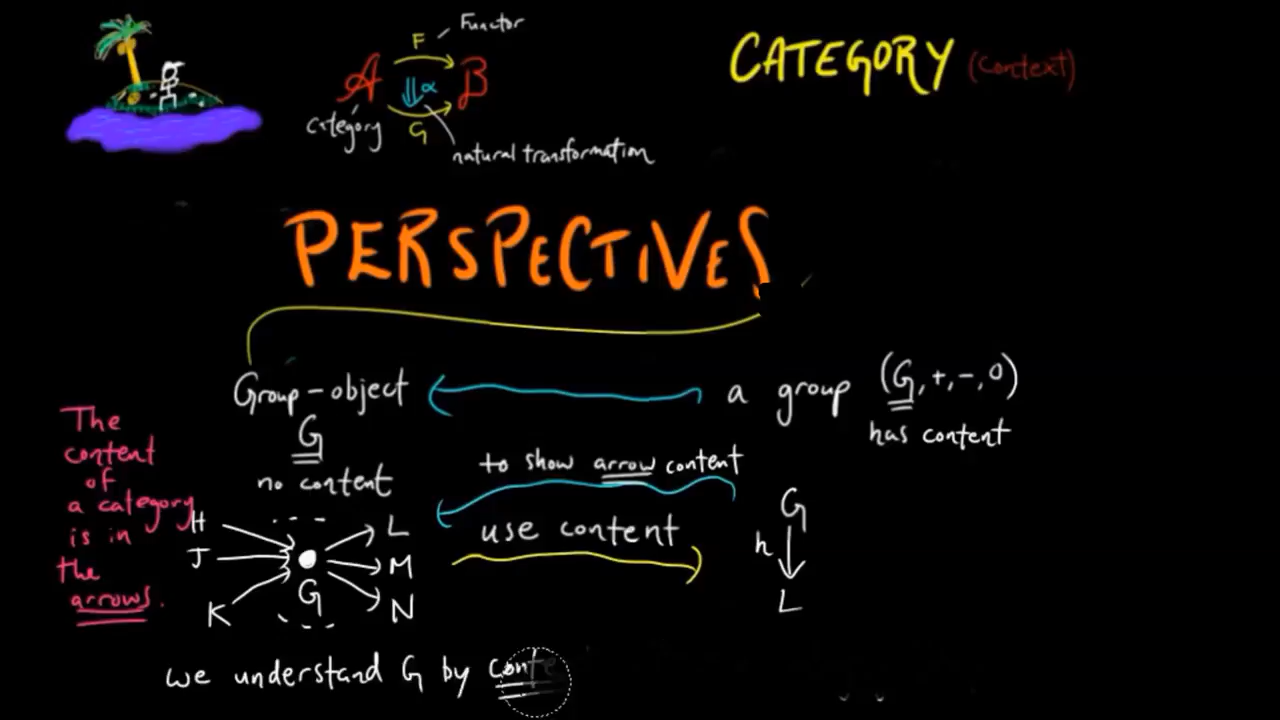 F Functor
CATEGORY (context)
A α B
category G
natural transformation
PERSPECTIVES
Group-object
a group (G, +, -, 0)
G
has content
no content
The
content
of
a category
is in
the
arrows.
to show arrow content
use content
H L
J M
K G N
G
h
L
we understand G by conte